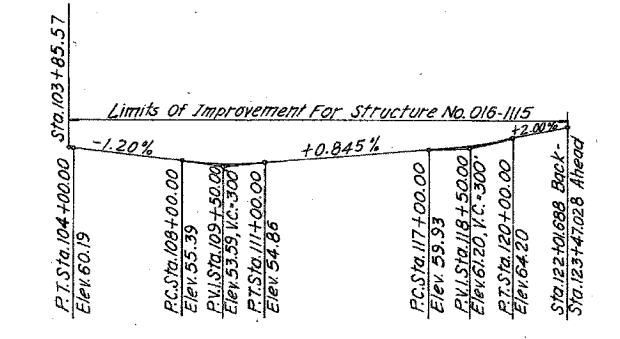 Sta. 103+85.57
Limits Of Improvement For Structure No. 016-1115
-1.20%
+0.845%
+2.00%
P.T. Sta. 104+00.00
Elev. 60.19
P.C. Sta. 108+00.00
Elev. 55.39
P.V.I. Sta. 109+50.00
Elev. 53.59, V.C.=300'
P.T. Sta. 111+00.00
Elev. 54.86
P.C. Sta. 117+00.00
Elev. 59.93
P.V.I. Sta. 118+50.00
Elev. 61.20, V.C.=300'
P.T. Sta. 120+00.00
Elev. 64.20
Sta. 122+01.688 Back-
Sta. 123+47.028 Ahead